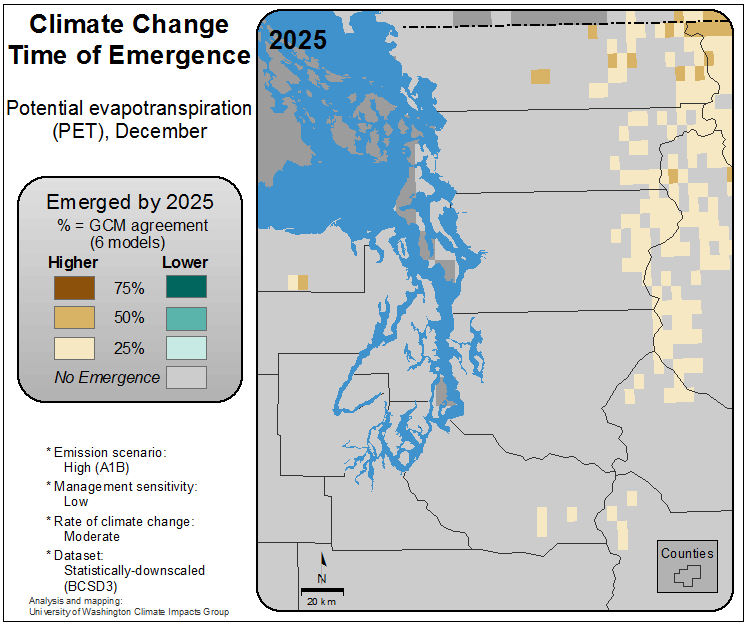 Climate Change
Time of Emergence
Potential evapotranspiration
(PET), December
Emerged by 2025
% = GCM agreement
(6 models)
Higher Lower
75%
50%
25%
No Emergence
* Emission scenario:
High (A1B)
* Management sensitivity:
Low
* Rate of climate change:
Moderate
* Dataset:
Statistically-downscaled
(BCSD3)
Analysis and mapping:
University of Washington Climate Impacts Group
2025
N
20 km
Counties